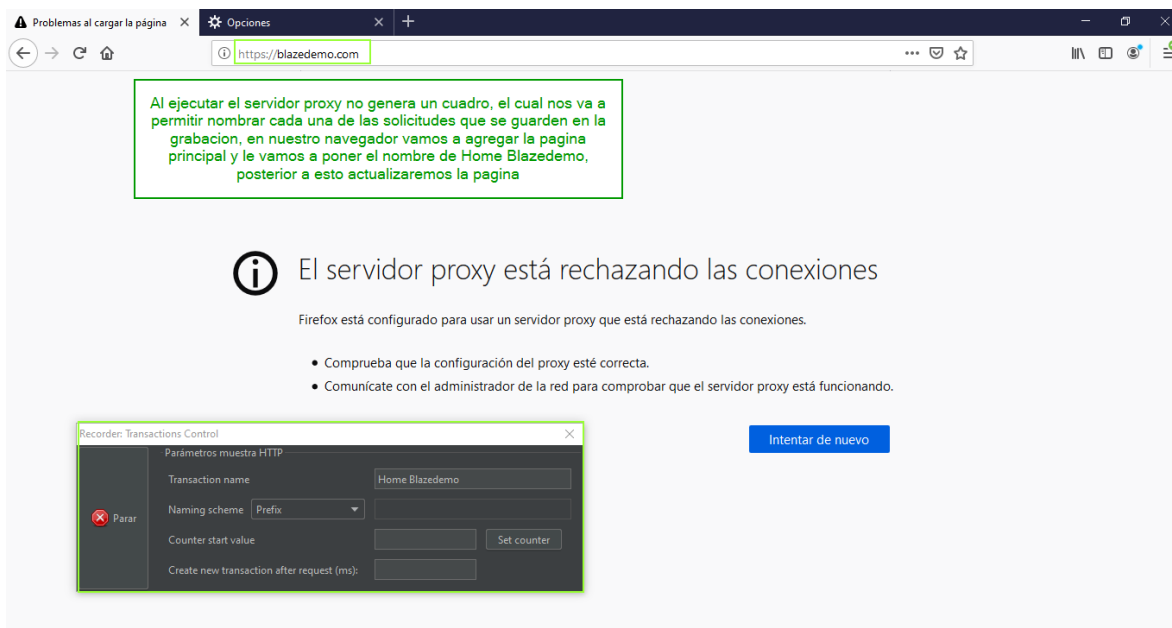 Problemas al cargar la página
Opciones
https://blazedemo.com
Al ejecutar el servidor proxy no genera un cuadro, el cual nos va a
permitir nombrar cada una de las solicitudes que se guarden en la
grabacion, en nuestro navegador vamos a agregar la pagina
principal y le vamos a poner el nombre de Home Blazedemo,
posterior a esto actualizaremos la pagina
El servidor proxy está rechazando las conexiones
Firefox está configurado para usar un servidor proxy que está rechazando las conexiones.
• Comprueba que la configuración del proxy esté correcta.
• Comunícate con el administrador de la red para comprobar que el servidor proxy está funcionando.
Intentar de nuevo
Recorder: Transactions Control
Parámetros muestra HTTP
Transaction name Home Blazedemo
Parar
Naming scheme Prefix
Counter start value Set counter
Create new transaction after request (ms):